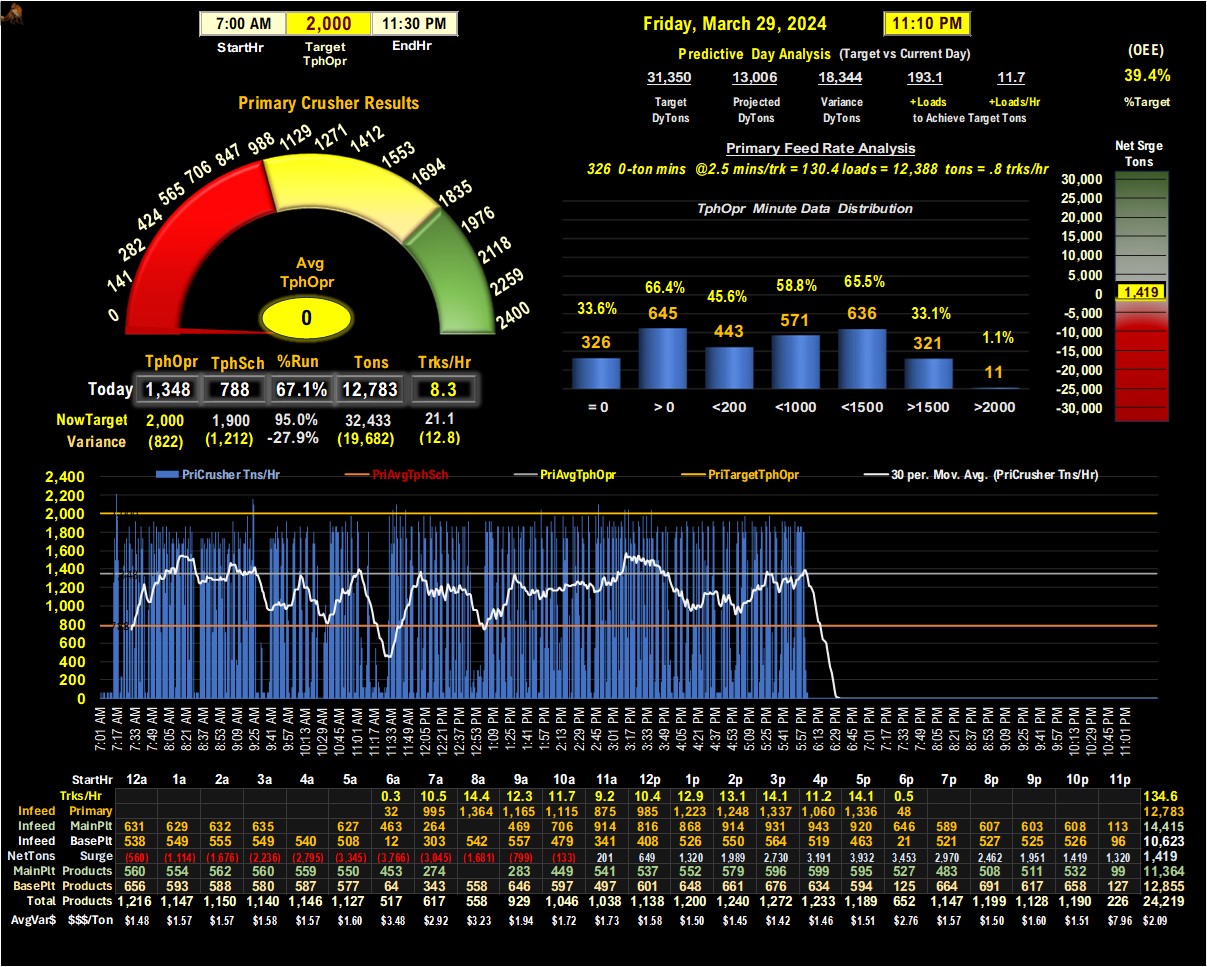 7:00 AM 2,000 11:30 PM
StartHr Target TphOpr EndHr
Friday, March 29, 2024 11:10 PM
Predictive Day Analysis (Target vs Current Day)
31,350 13,006 18,344 193.1 11.7
Target DyTons Projected DyTons Variance DyTons +Loads +Loads/Hr
to Achieve Target Tons
(OEE)
39.4%
%Target
Primary Crusher Results
0 141 282 424 565 706 847 988 1129 1271 1412 1553 1694 1835 1976 2118 2259 2400
Avg
TphOpr
0
TphOpr TphSch %Run Tons Trks/Hr
Today 1,348 788 67.1% 12,783 8.3
NowTarget 2,000 1,900 95.0% 32,433 21.1
Variance (822) (1,212) -27.9% (19,682) (12.8)
Primary Feed Rate Analysis
326 0-ton mins @2.5 mins/trk = 130.4 loads = 12,388 tons = .8 trks/hr
TphOpr Minute Data Distribution
33.6% 66.4% 45.6% 58.8% 65.5% 33.1% 1.1%
326 645 443 571 636 321 11
= 0 > 0 <200 <1000 <1500 >1500 >2000
Net Srge
Tons
30,000
25,000
20,000
15,000
10,000
5,000
0
-5,000
-10,000
-15,000
-20,000
-25,000
-30,000
1,419
PriCrusher Tns/Hr PriAvgTphSch PriAvgTphOpr PriTargetTphOpr 30 per. Mov. Avg. (PriCrusher Tns/Hr)
2,400
2,200
2,000
1,800
1,600
1,400
1,200
1,000
800
600
400
200
0
7:01 AM 7:17 AM 7:33 AM 7:49 AM 8:05 AM 8:21 AM 8:37 AM 8:53 AM 9:09 AM 9:25 AM 9:41 AM 9:57 AM 10:13 AM 10:29 AM 10:45 AM 11:01 AM 11:17 AM 11:33 AM 11:49 AM 12:05 PM 12:21 PM 12:37 PM 12:53 PM 1:09 PM 1:25 PM 1:41 PM 1:57 PM 2:13 PM 2:29 PM 2:45 PM 3:01 PM 3:17 PM 3:33 PM 3:49 PM 4:05 PM 4:21 PM 4:37 PM 4:53 PM 5:09 PM 5:25 PM 5:41 PM 5:57 PM 6:13 PM 6:29 PM 6:45 PM 7:01 PM 7:17 PM 7:33 PM 7:49 PM 8:05 PM 8:21 PM 8:37 PM 8:53 PM 9:09 PM 9:25 PM 9:41 PM 9:57 PM 10:13 PM 10:29 PM 10:45 PM 11:01 PM
StartHr 12a 1a 2a 3a 4a 5a 6a 7a 8a 9a 10a 11a 12p 1p 2p 3p 4p 5p 6p 7p 8p 9p 10p 11p
Trks/Hr 0.3 10.5 14.4 12.3 11.7 9.2 10.4 12.9 13.1 14.1 11.2 14.1 0.5 134.6
Infeed Primary 32 995 1,364 1,165 1,115 875 985 1,223 1,248 1,337 1,060 1,336 48 12,783
Infeed MainPlt 631 629 632 635 627 463 264 469 706 914 816 868 914 931 943 920 646 589 607 603 608 113 14,415
Infeed BasePlt 538 549 555 549 540 508 12 303 542 557 479 341 408 526 550 564 519 463 21 521 527 525 526 96 10,623
NetTons Surge (560) (1,114) (1,676) (2,236) (2,795) (3,345) (3,766) (3,045) (1,681) (799) (133) 201 649 1,320 1,989 2,730 3,191 3,932 3,453 2,970 2,462 1,951 1,419 1,320 1,419
MainPlt Products 560 554 562 560 559 550 453 274 283 449 541 537 552 579 596 599 595 527 483 508 511 532 99 11,364
BasePlt Products 656 593 588 580 587 577 64 343 558 646 597 497 601 648 661 676 634 594 125 664 691 617 658 127 12,855
Total Products 1,216 1,147 1,150 1,140 1,146 1,127 517 617 558 929 1,046 1,038 1,138 1,200 1,240 1,272 1,233 1,189 652 1,147 1,199 1,128 1,190 226 24,219
AvgVar$ $$$/Ton $1.48 $1.57 $1.57 $1.58 $1.57 $1.60 $3.48 $2.92 $3.23 $1.94 $1.72 $1.73 $1.58 $1.50 $1.45 $1.42 $1.46 $1.51 $2.76 $1.57 $1.50 $1.60 $1.51 $7.96 $2.09